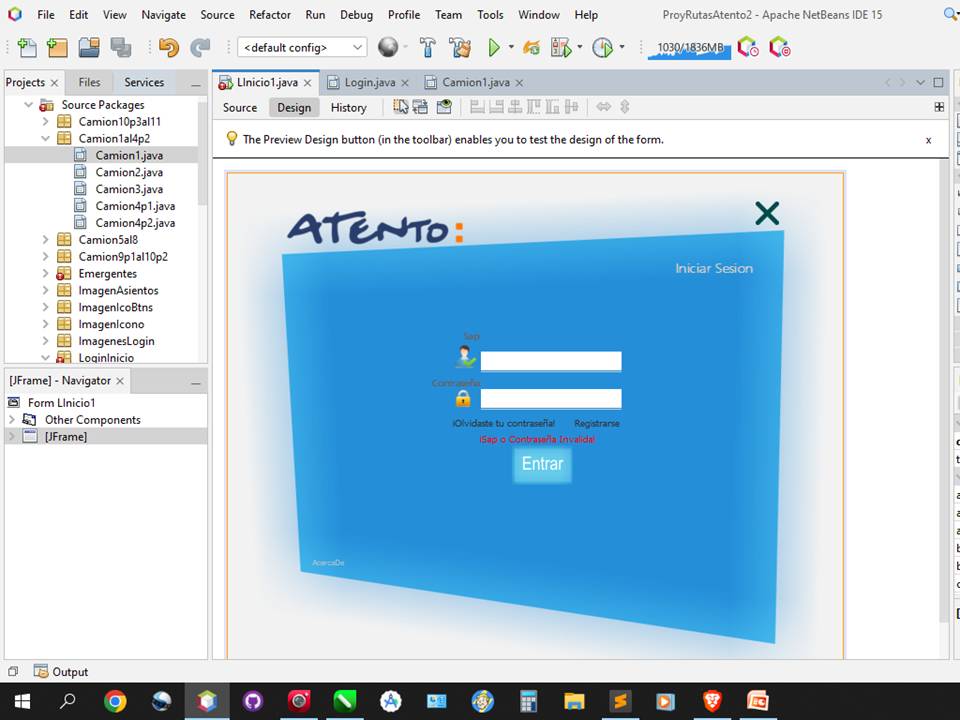 File Edit View Navigate Source Refactor Run Debug Profile Team Tools Window Help ProyRutasAtento2 - Apache NetBeans IDE 15
<default config> 1030/1836MB
Projects Files Services
LInicio1.java Login.java Camion1.java
Source Design History
The Preview Design button (in the toolbar) enables you to test the design of the form. x
Source Packages
Camion10p3al11
Camion1al4p2
Camion1.java
Camion2.java
Camion3.java
Camion4p1.java
Camion4p2.java
Camion5al8
Camion9p1al10p2
Emergentes
ImagenAsientos
ImagenIcoBtns
ImagenIcono
ImagenesLogin
LoginInicio
[JFrame] - Navigator
Form LInicio1
Other Components
[JFrame]
ATENTO:
Iniciar Sesion
Sap
Contraseña
¡Olvidaste tu contraseña! Registrarse
¡Sap o Contraseña Invalida!
Entrar
AcercaDe
Output